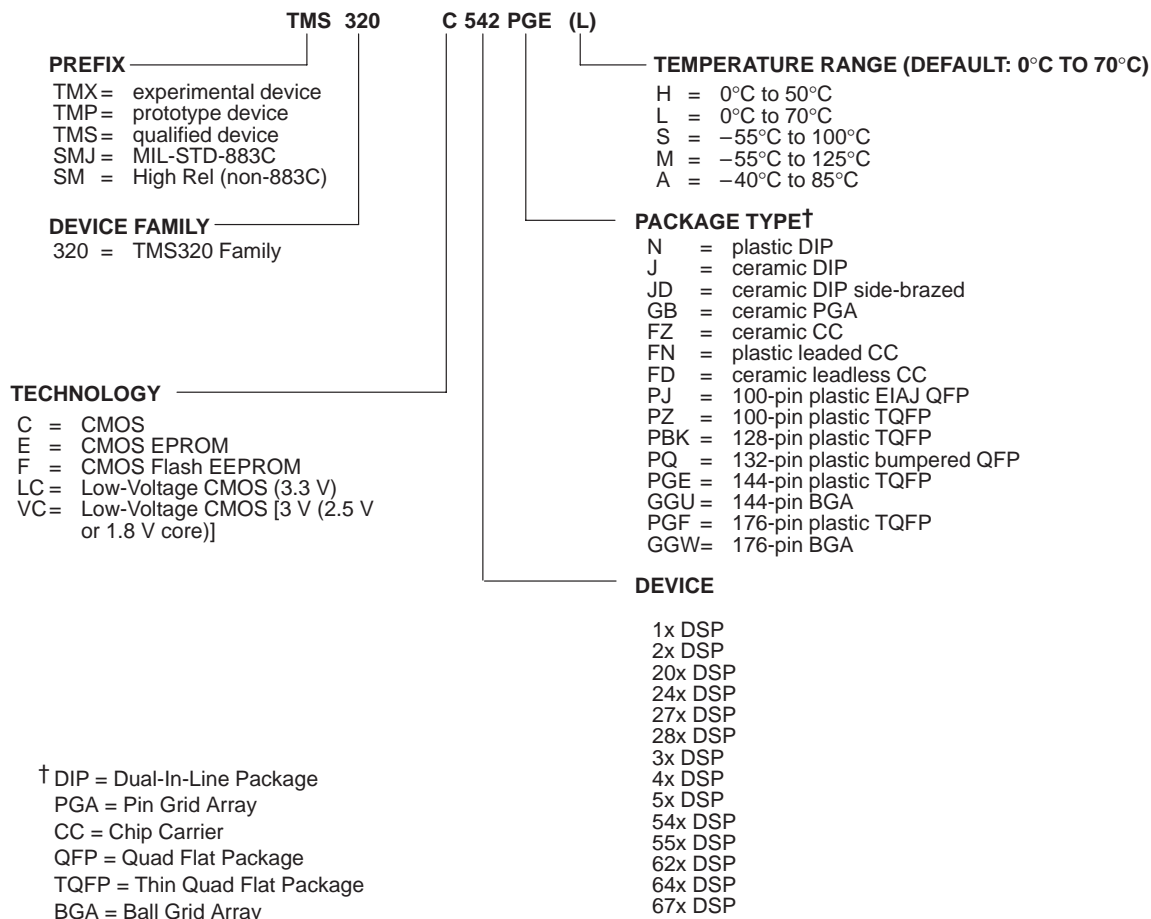 TMS 320 C 542 PGE (L)
PREFIX
TMX = experimental device
TMP = prototype device
TMS = qualified device
SMJ = MIL-STD-883C
SM = High Rel (non-883C)
DEVICE FAMILY
320 = TMS320 Family
TECHNOLOGY
C = CMOS
E = CMOS EPROM
F = CMOS Flash EEPROM
LC = Low-Voltage CMOS (3.3 V)
VC = Low-Voltage CMOS [3 V (2.5 V
or 1.8 V core)]
TEMPERATURE RANGE (DEFAULT: 0°C TO 70°C)
H = 0°C to 50°C
L = 0°C to 70°C
S = –55°C to 100°C
M = –55°C to 125°C
A = –40°C to 85°C
PACKAGE TYPE†
N = plastic DIP
J = ceramic DIP
JD = ceramic DIP side-brazed
GB = ceramic PGA
FZ = ceramic CC
FN = plastic leaded CC
FD = ceramic leadless CC
PJ = 100-pin plastic EIAJ QFP
PZ = 100-pin plastic TQFP
PBK = 128-pin plastic TQFP
PQ = 132-pin plastic bumpered QFP
PGE = 144-pin plastic TQFP
GGU = 144-pin BGA
PGF = 176-pin plastic TQFP
GGW = 176-pin BGA
DEVICE
1x DSP
2x DSP
20x DSP
24x DSP
27x DSP
28x DSP
3x DSP
4x DSP
5x DSP
54x DSP
55x DSP
62x DSP
64x DSP
67x DSP
† DIP = Dual-In-Line Package
PGA = Pin Grid Array
CC = Chip Carrier
QFP = Quad Flat Package
TQFP = Thin Quad Flat Package
BGA = Ball Grid Array